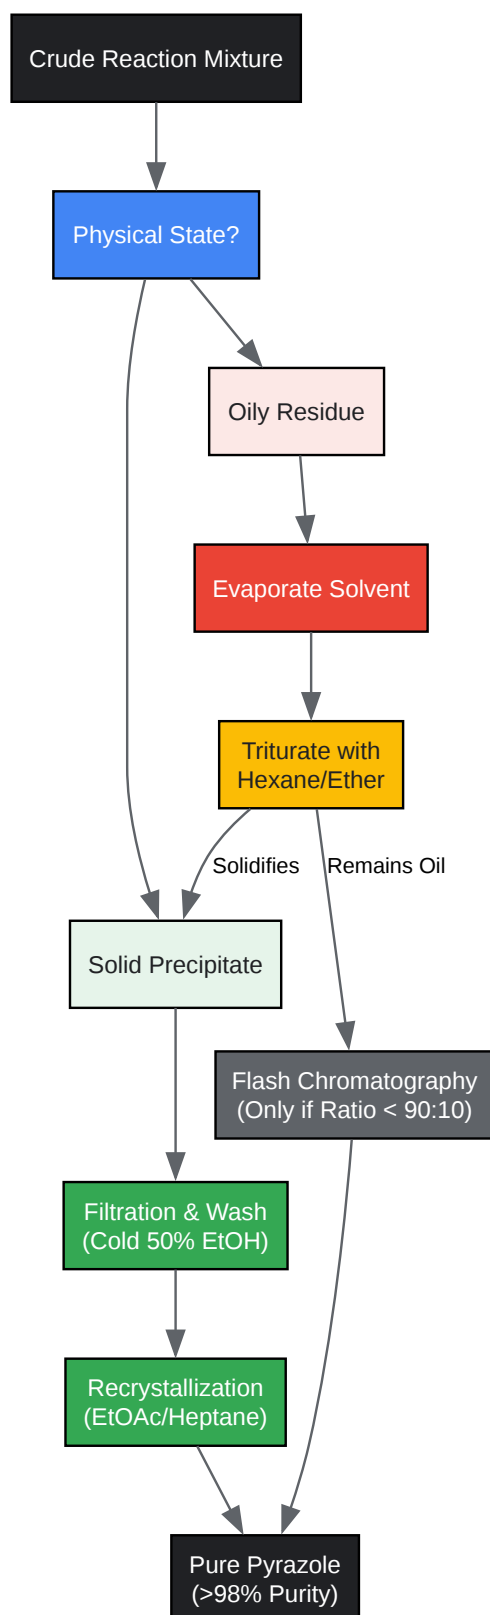 Crude Reaction Mixture
Physical State?
Oily Residue
Evaporate Solvent
Triturate with
Hexane/Ether
Solidifies
Remains Oil
Solid Precipitate
Flash Chromatography
(Only if Ratio < 90:10)
Filtration & Wash
(Cold 50% EtOH)
Recrystallization
(EtOAc/Heptane)
Pure Pyrazole
(>98% Purity)